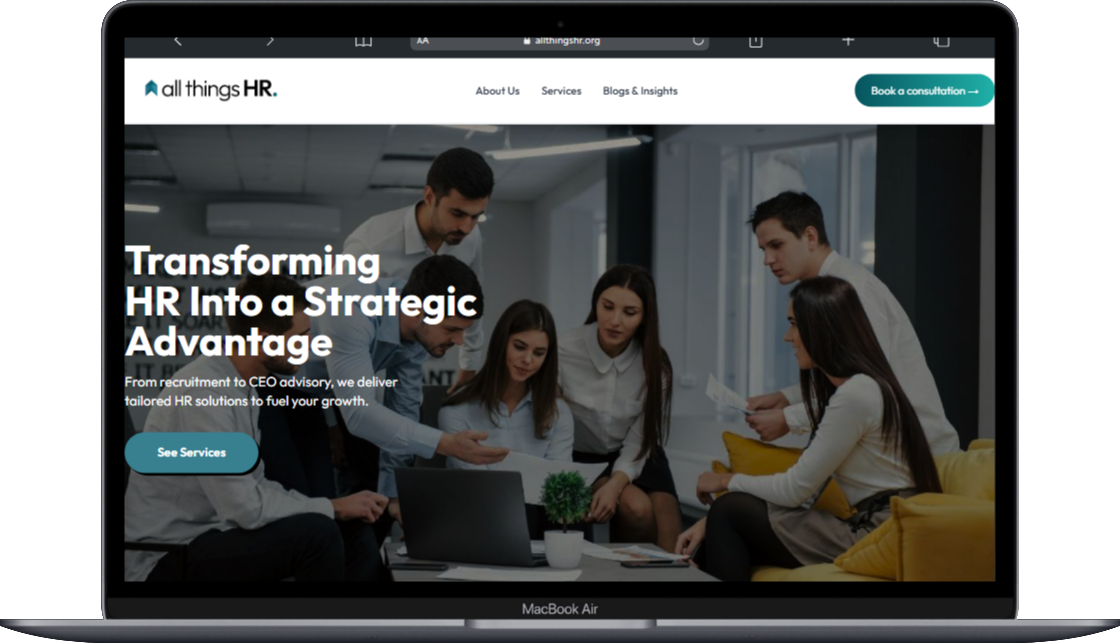 AA
allthingshr.org
all things HR.
About Us
Services
Blogs & Insights
Book a consultation →
Transforming
HR Into a Strategic
Advantage
From recruitment to CEO advisory, we deliver
tailored HR solutions to fuel your growth.
See Services
MacBook Air